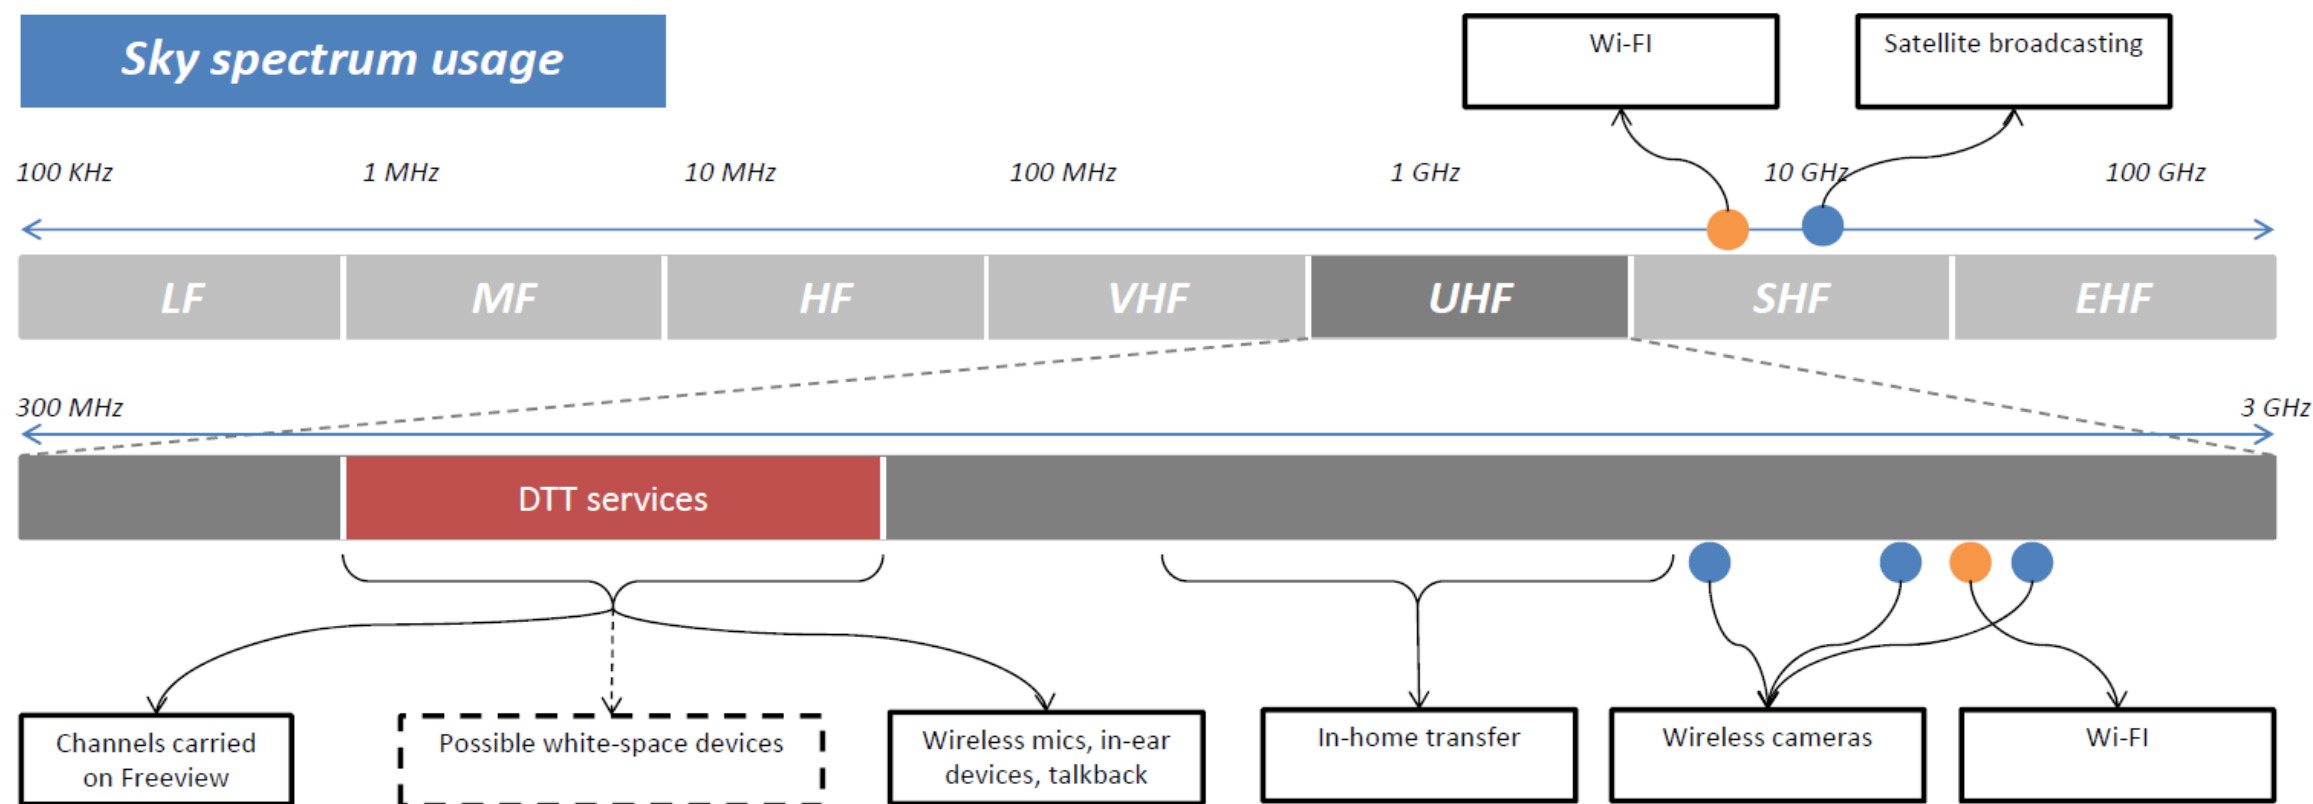 Sky spectrum usage
Wi-FI
Satellite broadcasting
100 KHz
1 MHz
10 MHz
100 MHz
1 GHz
10 GHz
100 GHz
LF
MF
HF
VHF
UHF
SHF
EHF
300 MHz
3 GHz
DTT services
Channels carried
on Freeview
Possible white-space devices
Wireless mics, in-ear
devices, talkback
In-home transfer
Wireless cameras
Wi-FI